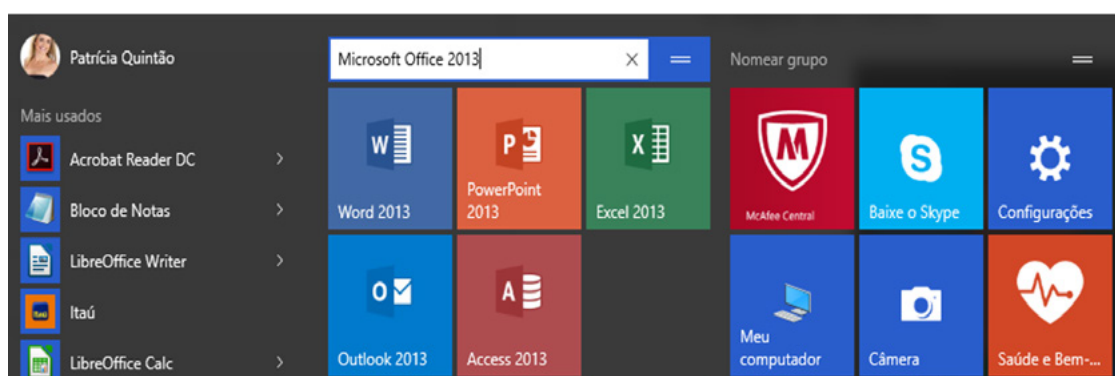 Patrícia Quintão
Microsoft Office 2013
Nomear grupo
Mais usados
Acrobat Reader DC
Bloco de Notas
LibreOffice Writer
Itaú
LibreOffice Calc
Word 2013
PowerPoint
2013
Excel 2013
Outlook 2013
Access 2013
McAfee Central
Baixe o Skype
Configurações
Meu
computador
Câmera
Saúde e Bem-...